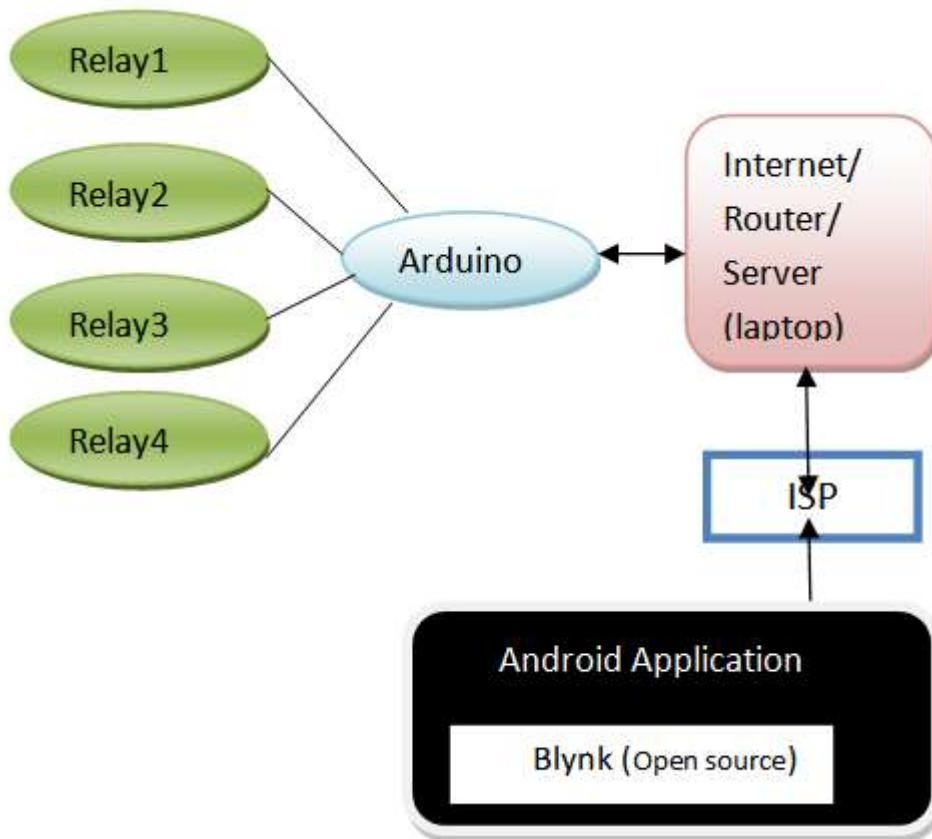 Relay1
Relay2
Relay3
Relay4
Arduino
Internet/
Router/
Server
(laptop)
ISP
Android Application
Blynk (Open source)